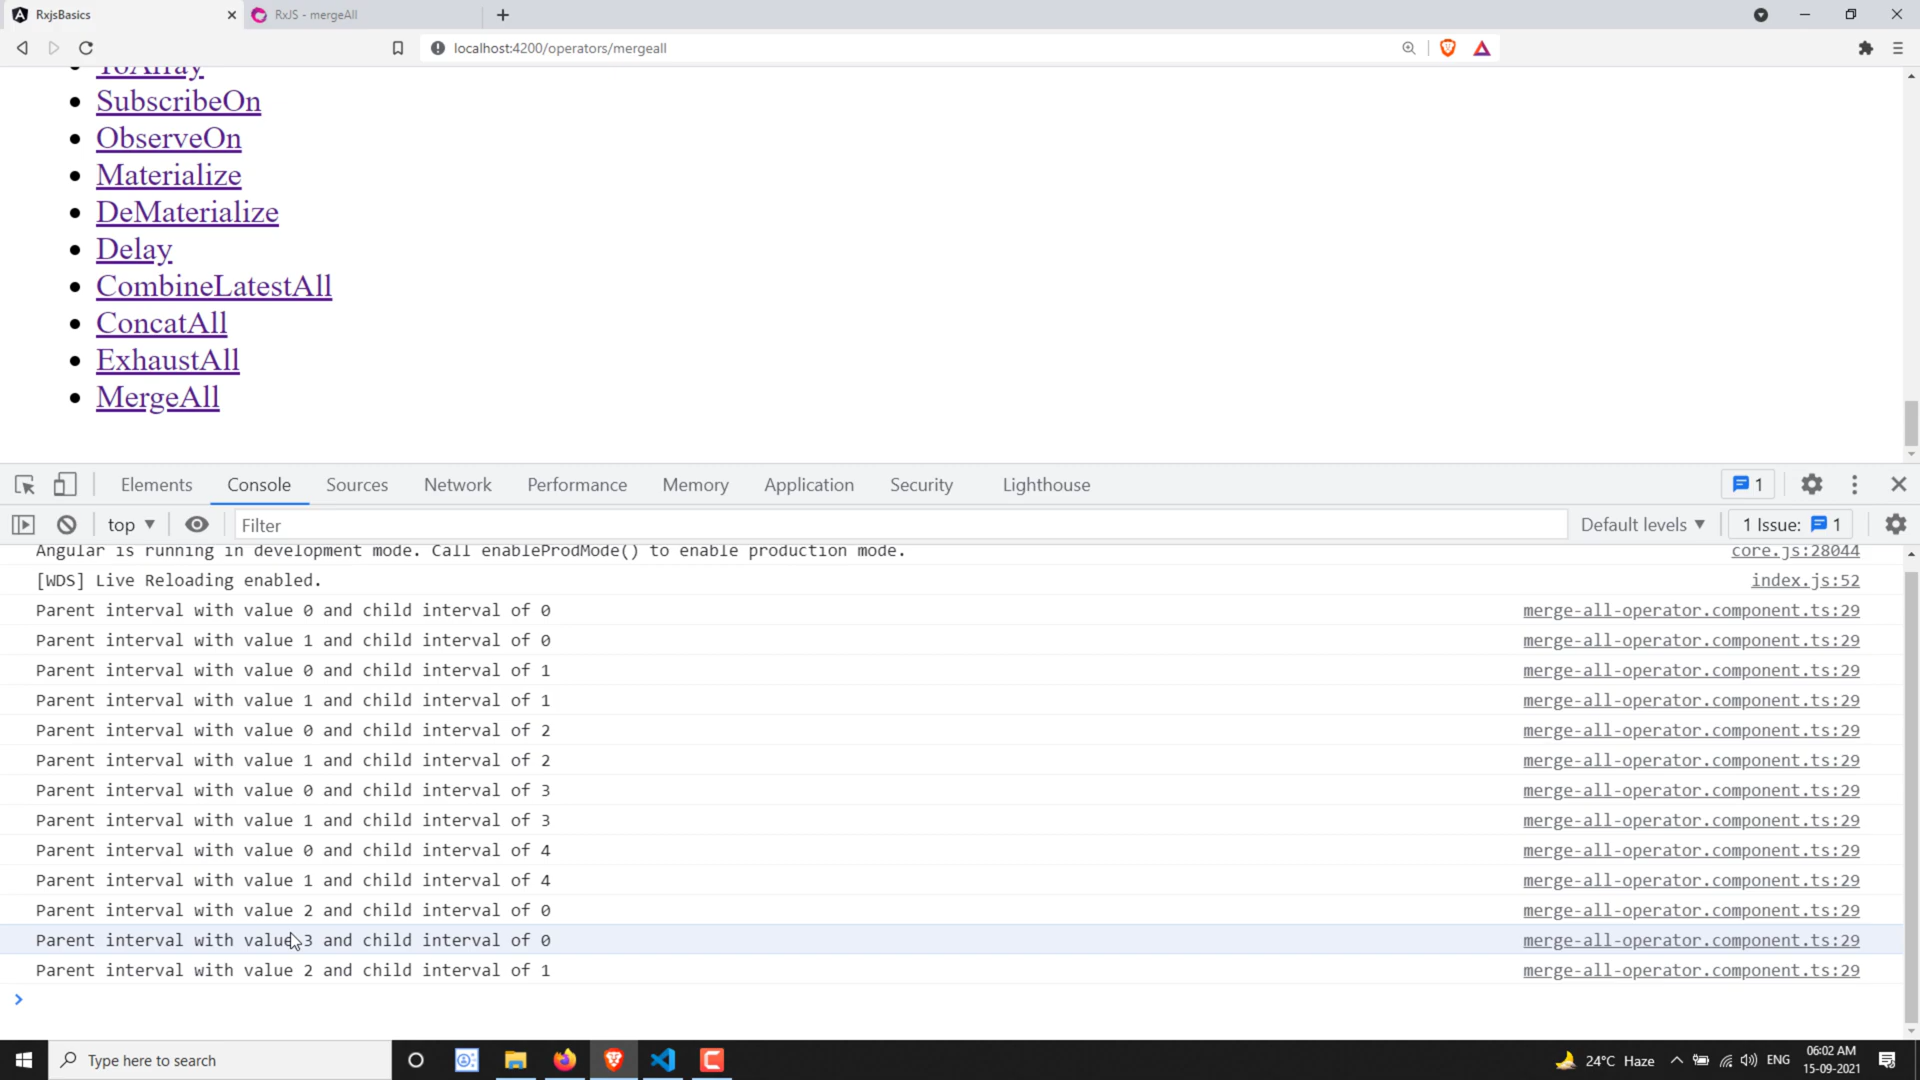 RxjsBasics
RxJS - mergeAll
localhost:4200/operators/mergeall
ToArray
SubscribeOn
ObserveOn
Materialize
DeMaterialize
Delay
CombineLatestAll
ConcatAll
ExhaustAll
MergeAll
Elements Console Sources Network Performance Memory Application Security Lighthouse 1
top Filter Default levels 1 Issue: 1
Angular is running in development mode. Call enableProdMode() to enable production mode. core.js:28044
[WDS] Live Reloading enabled. index.js:52
Parent interval with value 0 and child interval of 0 merge-all-operator.component.ts:29
Parent interval with value 1 and child interval of 0 merge-all-operator.component.ts:29
Parent interval with value 0 and child interval of 1 merge-all-operator.component.ts:29
Parent interval with value 1 and child interval of 1 merge-all-operator.component.ts:29
Parent interval with value 0 and child interval of 2 merge-all-operator.component.ts:29
Parent interval with value 1 and child interval of 2 merge-all-operator.component.ts:29
Parent interval with value 0 and child interval of 3 merge-all-operator.component.ts:29
Parent interval with value 1 and child interval of 3 merge-all-operator.component.ts:29
Parent interval with value 0 and child interval of 4 merge-all-operator.component.ts:29
Parent interval with value 1 and child interval of 4 merge-all-operator.component.ts:29
Parent interval with value 2 and child interval of 0 merge-all-operator.component.ts:29
Parent interval with value 3 and child interval of 0 merge-all-operator.component.ts:29
Parent interval with value 2 and child interval of 1 merge-all-operator.component.ts:29
Type here to search
24°C Haze
ENG
06:02 AM
15-09-2021